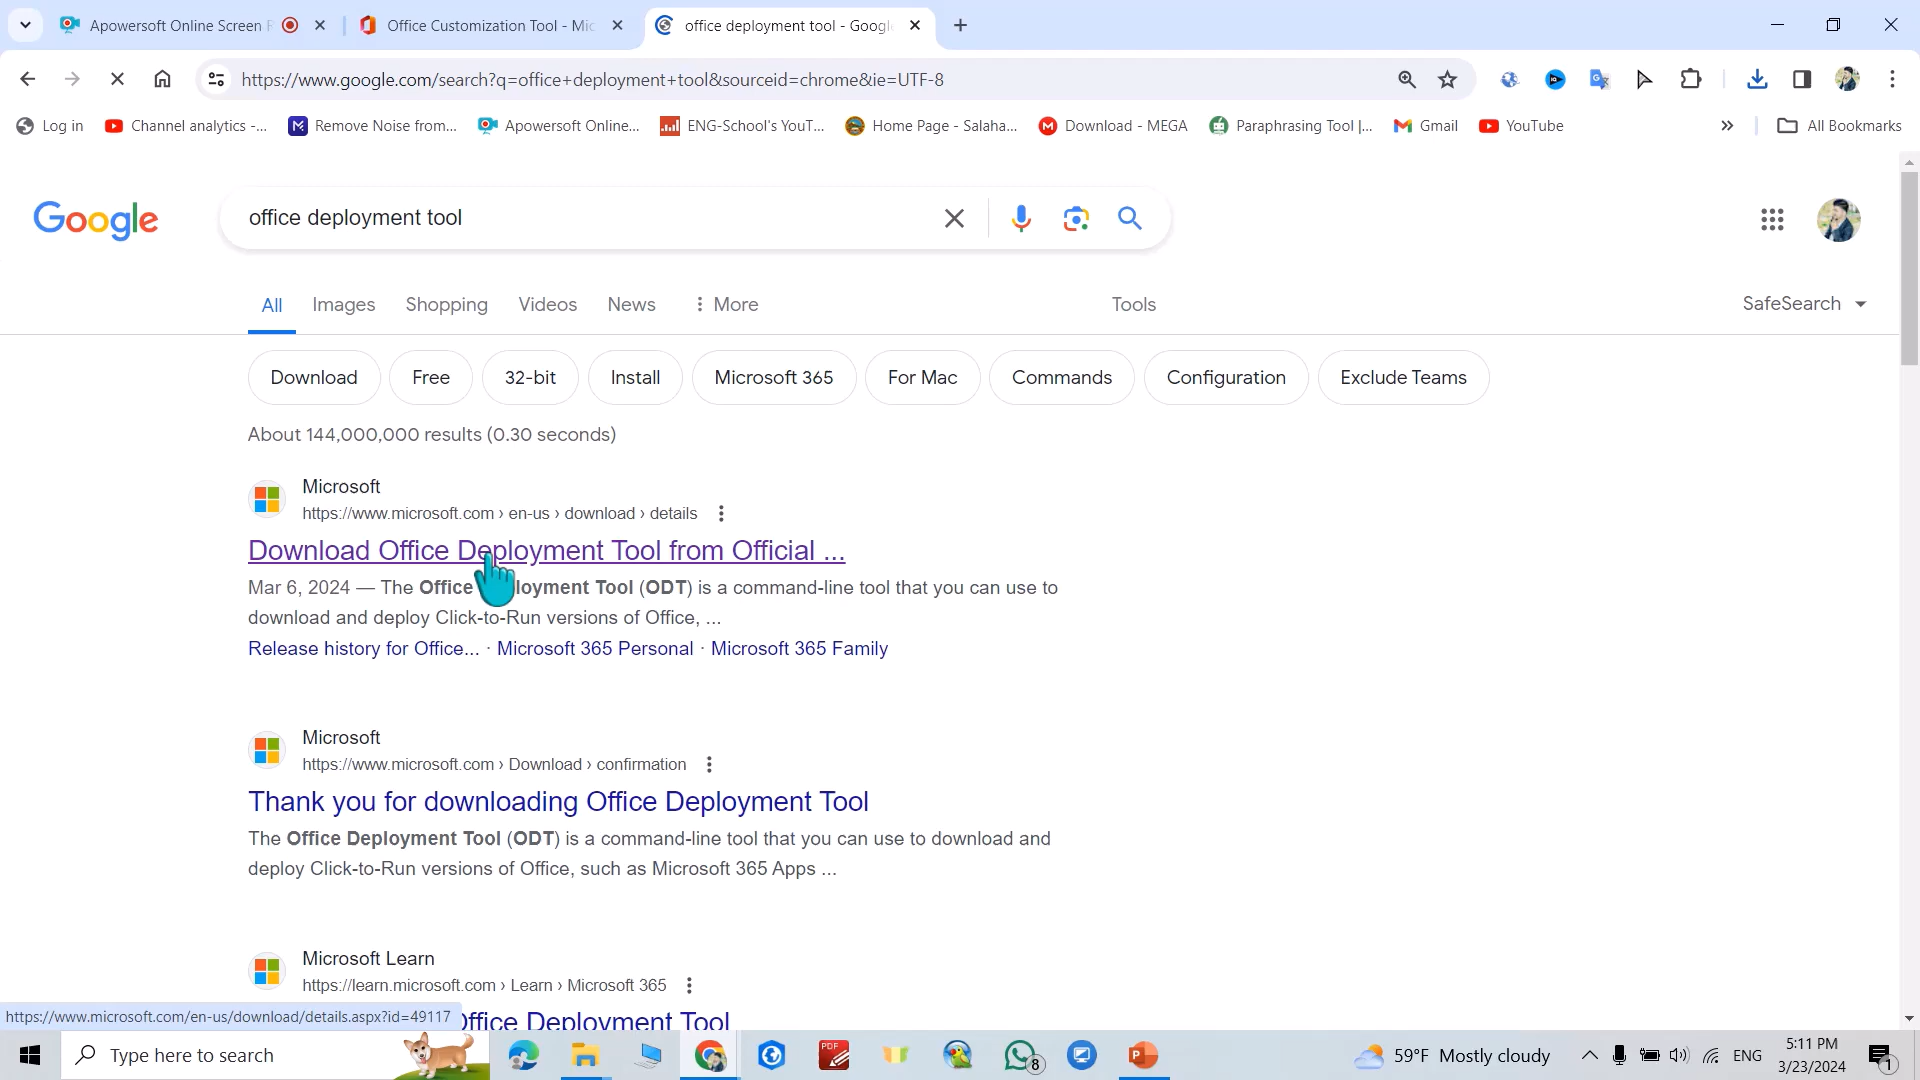 Apowersoft Online Screen
Office Customization Tool - Mic
office deployment tool - Google
https://www.google.com/search?q=office+deployment+tool&sourceid=chrome&ie=UTF-8
Log in
Channel analytics -...
Remove Noise from...
Apowersoft Online...
ENG-School's YouT...
Home Page - Salaha...
Download - MEGA
Paraphrasing Tool |...
Gmail
YouTube
All Bookmarks
Google
office deployment tool
All
Images
Shopping
Videos
News
More
Tools
SafeSearch
Download
Free
32-bit
Install
Microsoft 365
For Mac
Commands
Configuration
Exclude Teams
About 144,000,000 results (0.30 seconds)
Microsoft
https://www.microsoft.com › en-us › download › details
Download Office Deployment Tool from Official ...
Mar 6, 2024 — The Office loyment Tool (ODT) is a command-line tool that you can use to
download and deploy Click-to-Run versions of Office, ...
Release history for Office... · Microsoft 365 Personal · Microsoft 365 Family
Microsoft
https://www.microsoft.com › Download › confirmation
Thank you for downloading Office Deployment Tool
The Office Deployment Tool (ODT) is a command-line tool that you can use to download and
deploy Click-to-Run versions of Office, such as Microsoft 365 Apps ...
Microsoft Learn
https://learn.microsoft.com › Learn › Microsoft 365
Office Deployment Tool
https://www.microsoft.com/en-us/download/details.aspx?id=49117
Type here to search
PDF
8
P
59°F Mostly cloudy
ENG
5:11 PM
3/23/2024
1